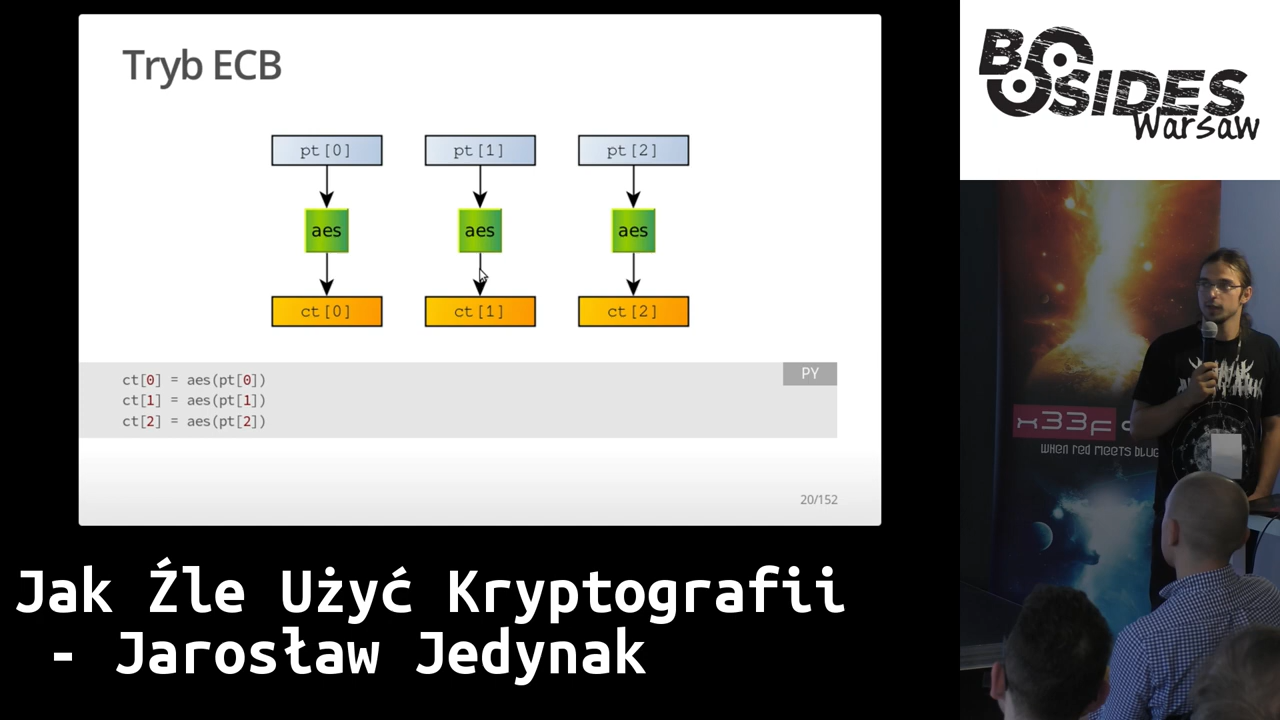 Tryb ECB
pt[0] pt[1] pt[2]
aes aes aes
ct[0] ct[1] ct[2]
PY
ct[0] = aes(pt[0])
ct[1] = aes(pt[1])
ct[2] = aes(pt[2])
20/152
Jak Źle Użyć Kryptografii
- Jarosław Jedynak
BSIDES
Warsaw
x33f
when red meets blue